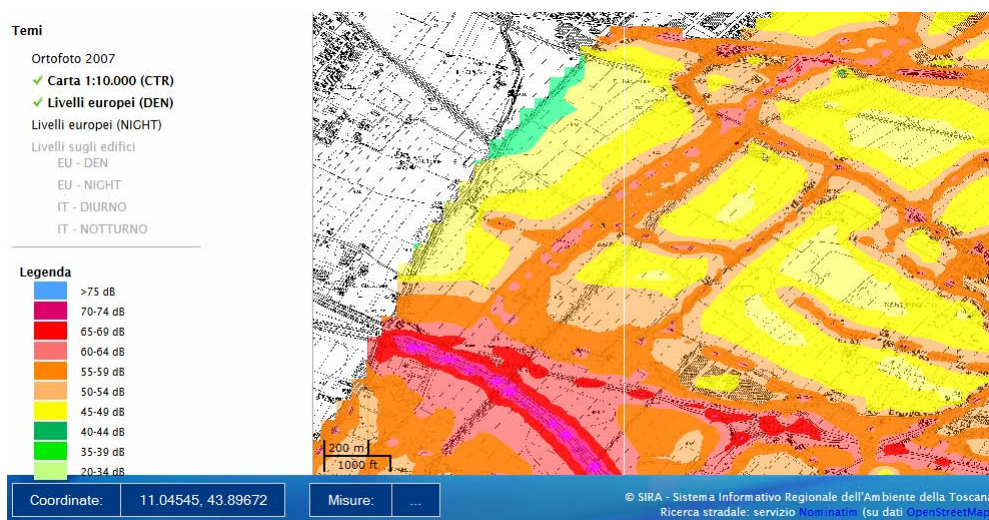 Temi
Ortofoto 2007
Carta 1:10.000 (CTR)
Livelli europei (DEN)
Livelli europei (NIGHT)
Livelli sugli edifici
EU - DEN
EU - NIGHT
IT - DIURNO
IT - NOTTURNO
Legenda
>75 dB
70-74 dB
65-69 dB
60-64 dB
55-59 dB
50-54 dB
45-49 dB
40-44 dB
35-39 dB
20-34 dB
200 m
1000 ft
Coordinate: 11.04545, 43.89672 Misure: ...
© SIRA - Sistema Informativo Regionale dell'Ambiente della Toscana
Ricerca stradale: servizio Nominatim (su dati OpenStreetMap